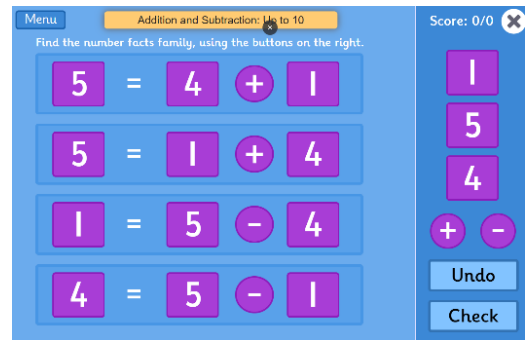 Menu
Addition and Subtraction: Up to 10
Score: 0/0
Find the number facts family, using the buttons on the right.
5 = 4 + 1
5 = 1 + 4
1 = 5 - 4
4 = 5 - 1
1
5
4
+ -
Undo
Check